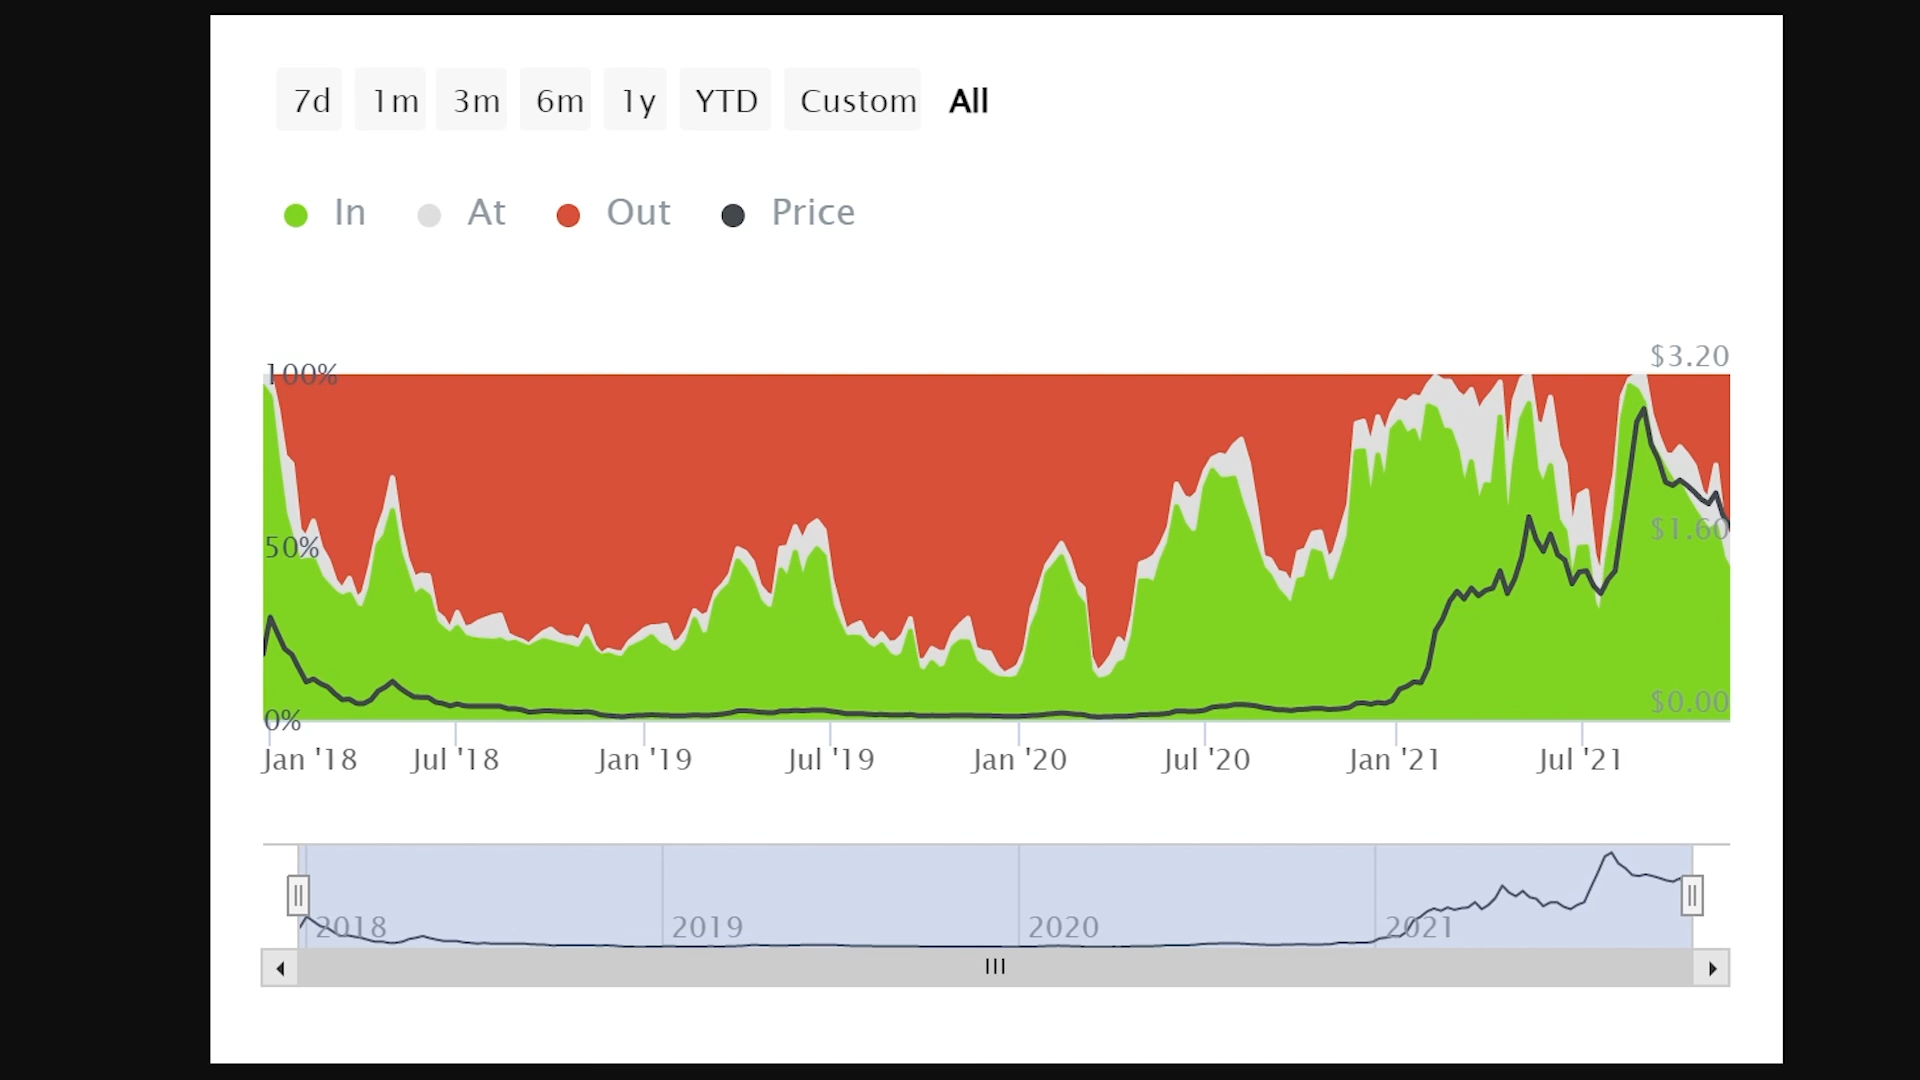 7d 1m 3m 6m 1y YTD Custom All
In At Out Price
$3.20
100%
$1.60
50%
$0.00
0%
Jan '18 Jul '18 Jan '19 Jul '19 Jan '20 Jul '20 Jan '21 Jul '21
2018 2019 2020 2021